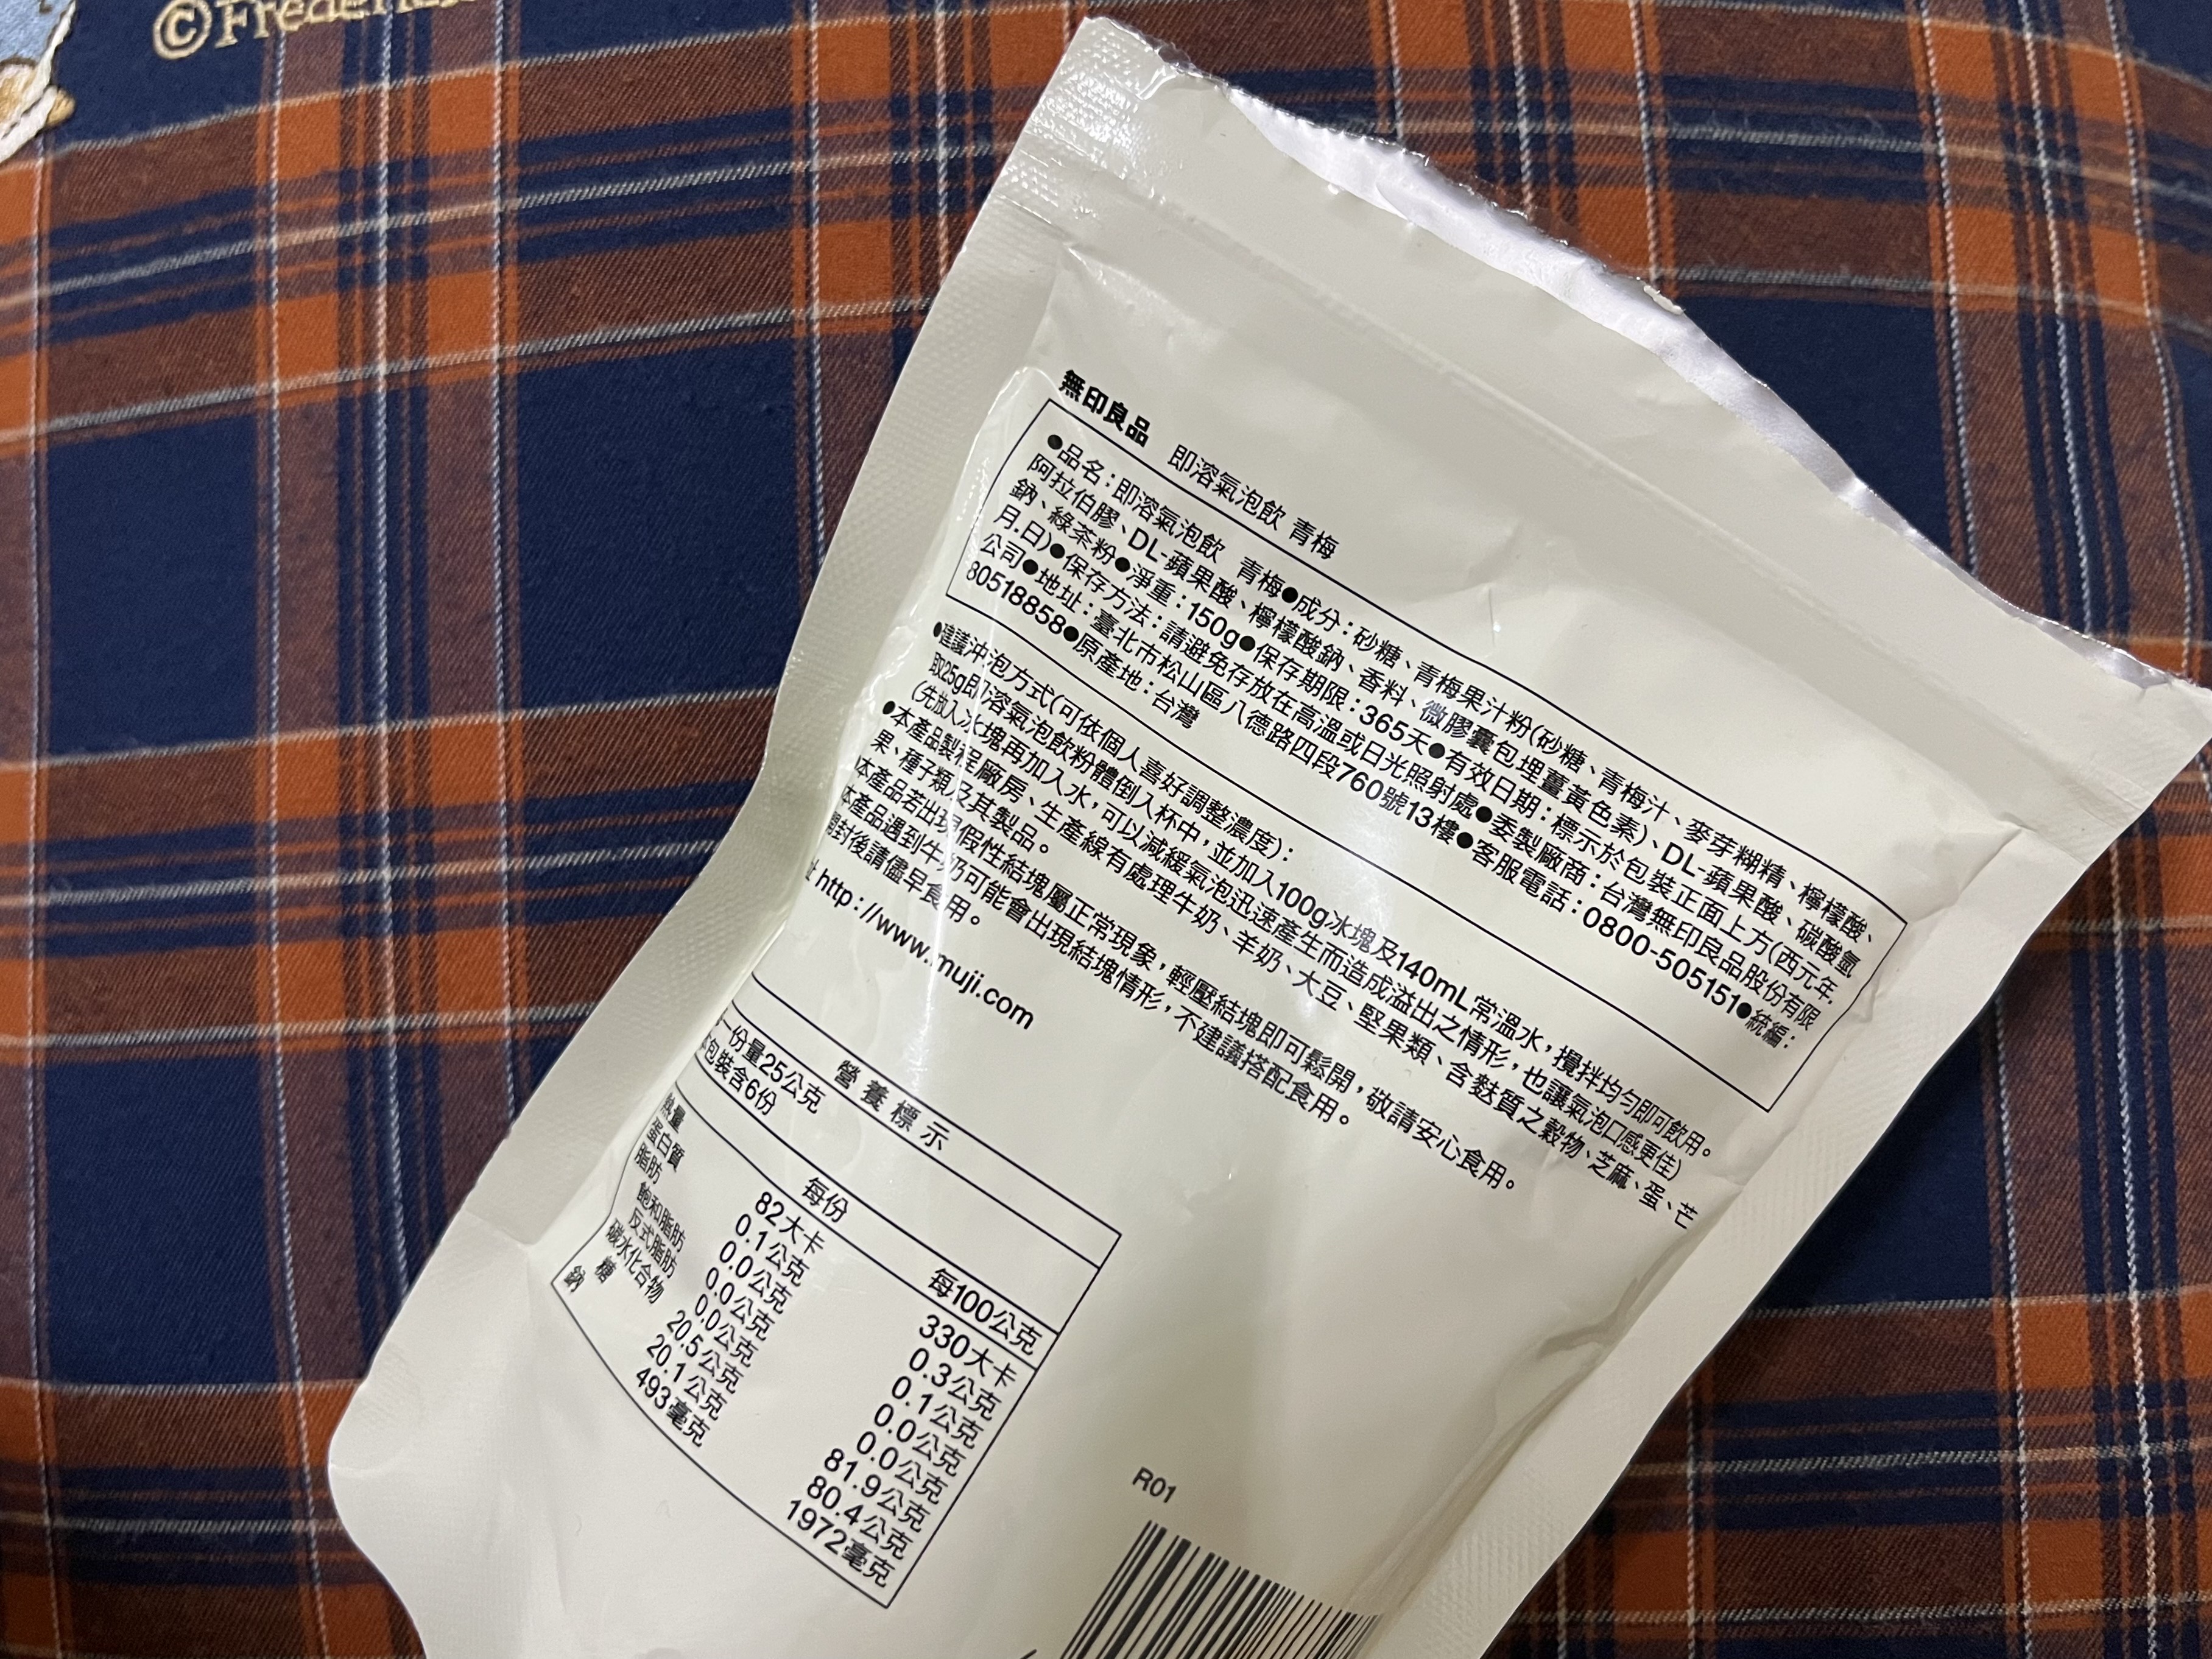 ©Frederi
無印良品 即溶氣泡飲 青梅
●品名：即溶氣泡飲 青梅●成分：砂糖、青梅果汁粉(砂糖、青梅汁、麥芽糊精、檸檬酸、
阿拉伯膠、DL-蘋果酸、檸檬酸鈉、香料、微膠囊包埋薑黃色素)、DL-蘋果酸、碳酸氫
鈉、綠茶粉●淨重：150g●保存期限：365天●有效日期：標示於包裝正面上方(西元年.
月.日)●保存方法：請避免存放在高溫或日光照射處●委製廠商：台灣無印良品股份有限
公司●地址：臺北市松山區八德路四段760號13樓●客服電話：0800-505151●統編：
80518858●原產地：台灣
●建議沖泡方式(可依個人喜好調整濃度)：
取25g即溶氣泡飲粉體倒入杯中，並加入100g冰塊及140mL常溫水，攪拌均勻即可飲用。
(先放入冰塊再加入水，可以減緩氣泡迅速產生而造成溢出之情形，也讓氣泡口感更佳)
●本產品製程廠房、生產線有處理牛奶、羊奶、大豆、堅果類、含麩質之穀物、芝麻、蛋、芒
果、種子類及其製品。
本產品若出現假性結塊屬正常現象，輕壓結塊即可鬆開，敬請安心食用。
本產品遇到牛奶可能會出現結塊情形，不建議搭配食用。
開封後請儘早食用。
址 http://www.muji.com
營養標示
一份量25公克
包裝含6份
每份 每100公克
熱量 82大卡 330大卡
蛋白質 0.1公克 0.3公克
脂肪 0.0公克 0.1公克
飽和脂肪 0.0公克 0.0公克
反式脂肪 0.0公克 0.0公克
碳水化合物 20.5公克 81.9公克
糖 20.1公克 80.4公克
鈉 493毫克 1972毫克
R01